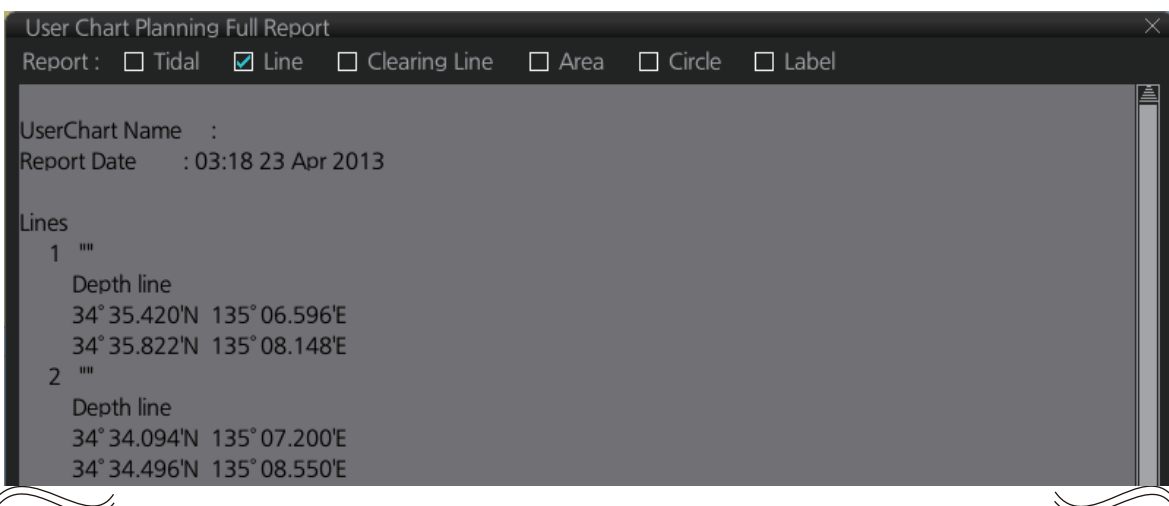 User Chart Planning Full Report
Report : Tidal Line Clearing Line Area Circle Label
UserChart Name :
Report Date : 03:18 23 Apr 2013
Lines
1 ""
Depth line
34°35.420'N 135°06.596'E
34°35.822'N 135°08.148'E
2 ""
Depth line
34°34.094'N 135°07.200'E
34°34.496'N 135°08.550'E